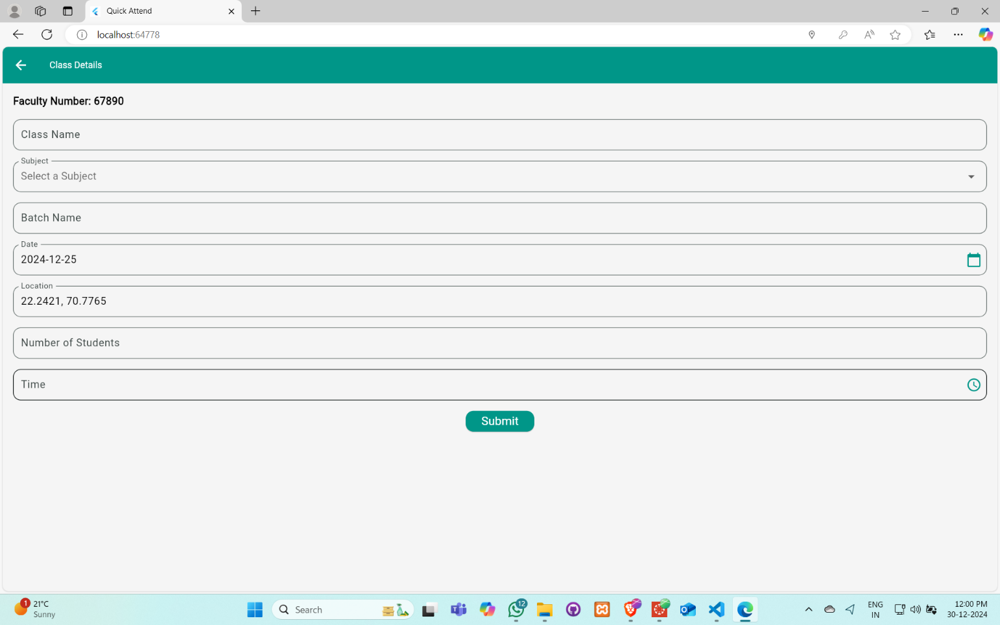 Quick Attend
localhost:64778
Class Details
Faculty Number: 67890
Class Name
Subject
Select a Subject
Batch Name
Date
2024-12-25
Location
22.2421, 70.7765
Number of Students
Time
Submit
1
21°C
Sunny
Search
12
ENG
IN
12:00 PM
30-12-2024